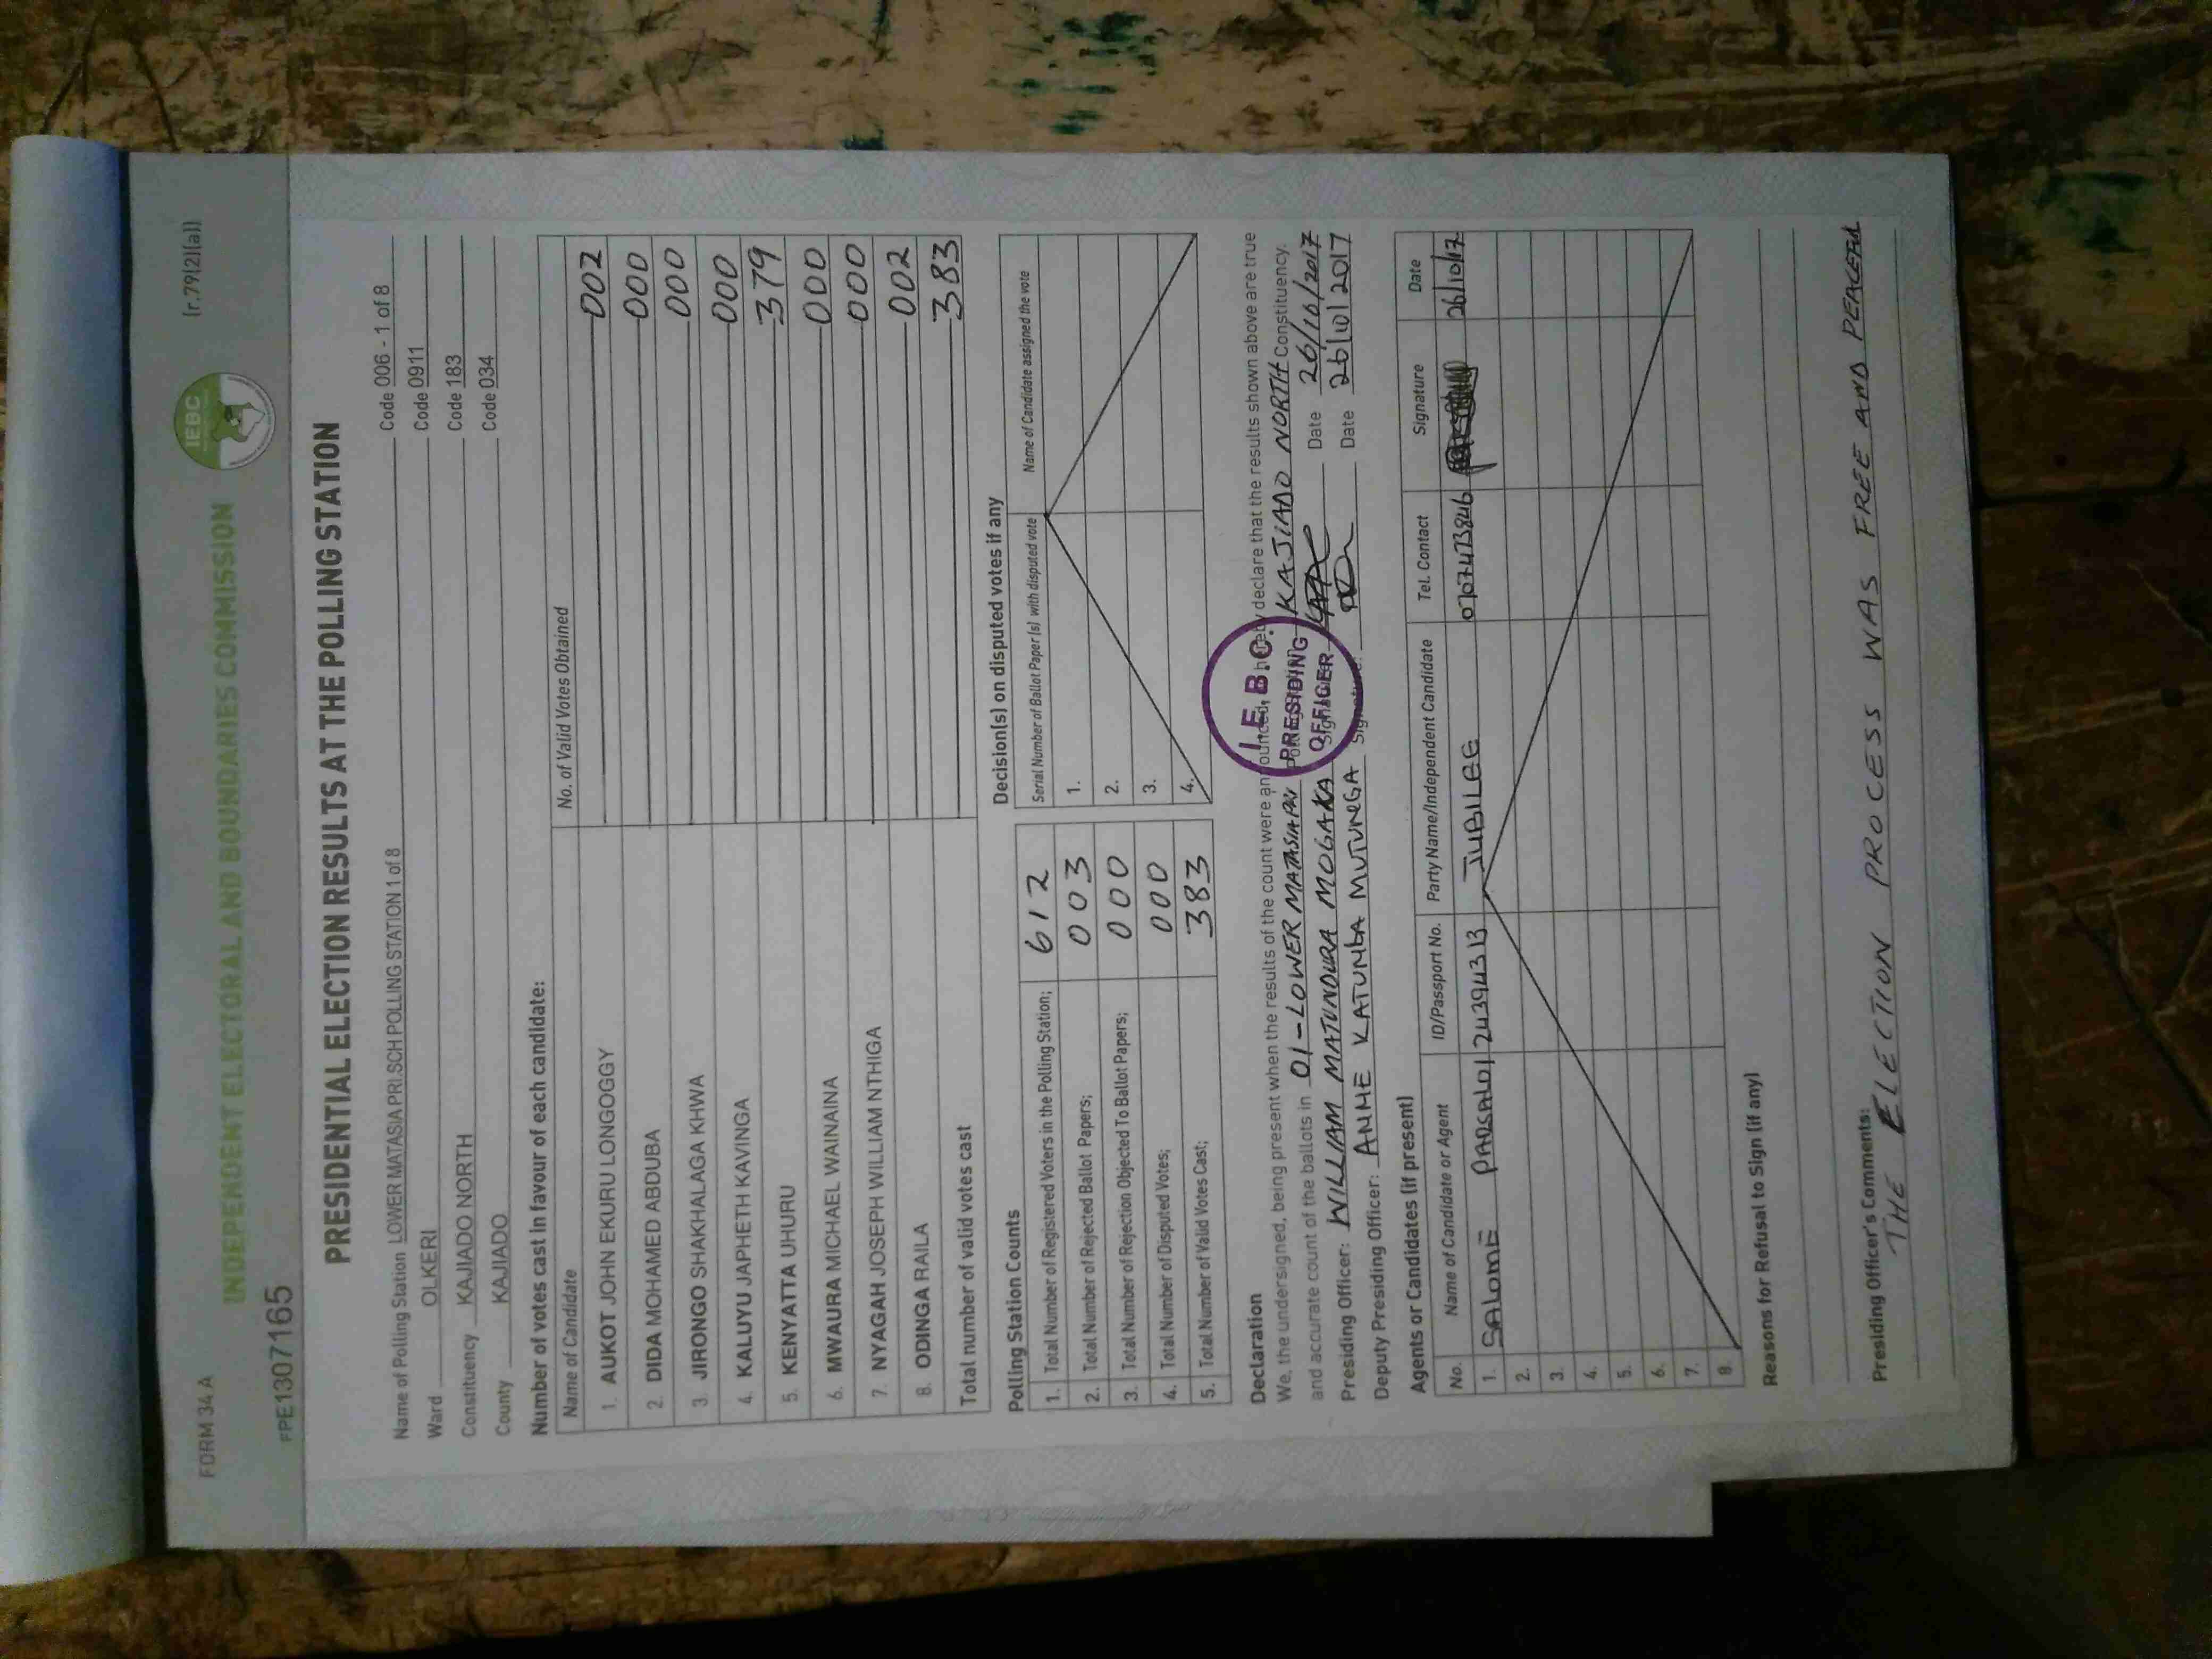 FORM 34 A
(r.79(2)(a))
INDEPENDENT ELECTORAL AND BOUNDARIES COMMISSION
IEBC
FPE1307165
PRESIDENTIAL ELECTION RESULTS AT THE POLLING STATION
Name of Polling Station LOWER MATASIA PRI.SCH POLLING STATION 1 of 8 Code 006 - 1 of 8
Ward OLKERI Code 0911
Constituency KAJIADO NORTH Code 183
County KAJIADO Code 034
Number of votes cast in favour of each candidate:
Name of Candidate No. of Valid Votes Obtained
1. AUKOT JOHN EKURU LONGOGGY 002
2. DIDA MOHAMED ABDUBA 000
3. JIRONGO SHAKHALAGA KHWA 000
4. KALUYU JAPHETH KAVINGA 000
5. KENYATTA UHURU 379
6. MWAURA MICHAEL WAINAINA 000
7. NYAGAH JOSEPH WILLIAM NTHIGA 000
8. ODINGA RAILA 002
Total number of valid votes cast 383
Polling Station Counts
1. Total Number of Registered Voters in the Polling Station; 612
2. Total Number of Rejected Ballot Papers; 003
3. Total Number of Rejection Objected To Ballot Papers; 000
4. Total Number of Disputed Votes; 000
5. Total Number of Valid Votes Cast; 383
Decision(s) on disputed votes if any
Serial Number of Ballot Paper (s) with disputed vote Name of Candidate assigned the vote
1.
2.
3.
4.
Declaration
We, the undersigned, being present when the results of the count were announced, hereby declare that the results shown above are true
and accurate count of the ballots in 01-LOWER MATASIA PRI KAJIADO NORTH Constituency.
Presiding Officer: WILLIAM MATUNDURA MOGAKA Signature: Date 26/10/2017
Deputy Presiding Officer: ANNE KATUNBA MUTUNGA Signature: Date 26/10/2017
I.E.B.C.
PRESIDING
OFFICER
Agents or Candidates (if present)
No. Name of Candidate or Agent ID/Passport No. Party Name/Independent Candidate Tel. Contact Signature Date
1. SALOME 24394313 JUBILEE 0707473846 26/10/17
2.
3.
4.
5.
6.
7.
8.
Reasons for Refusal to Sign (if any)
Presiding Officer's Comments:
THE ELECTION PROCESS WAS FREE AND PEACEFUL